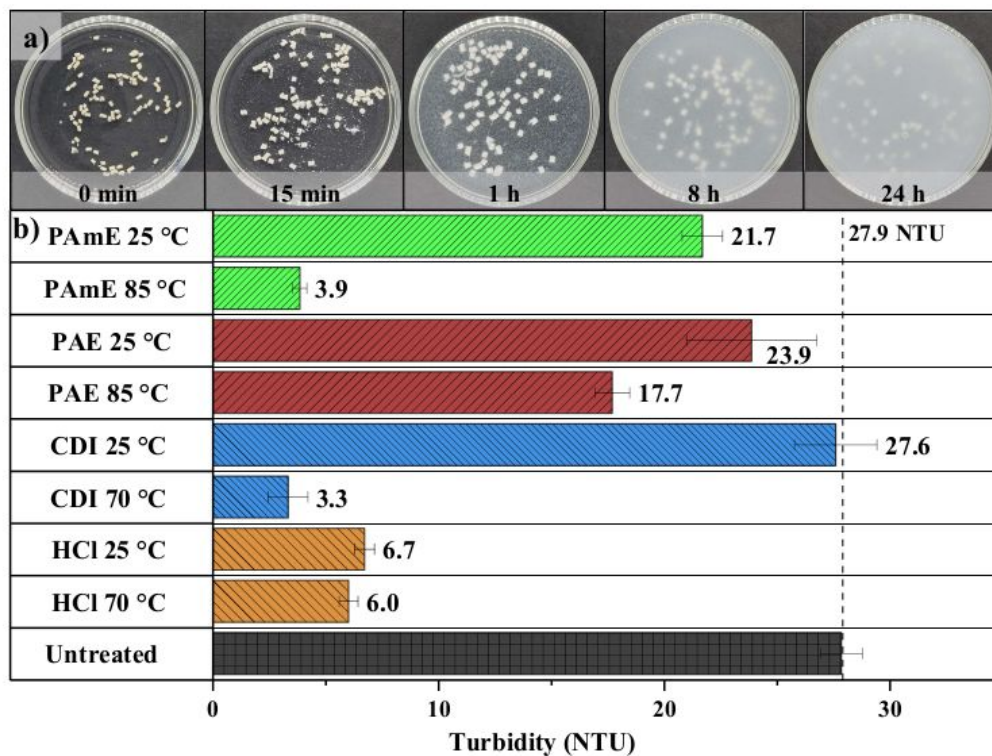 a)
0 min 15 min 1 h 8 h 24 h
b)
PAmE 25 °C 21.7 27.9 NTU
PAmE 85 °C 3.9
PAE 25 °C 23.9
PAE 85 °C 17.7
CDI 25 °C 27.6
CDI 70 °C 3.3
HCl 25 °C 6.7
HCl 70 °C 6.0
Untreated
0 10 20 30
Turbidity (NTU)